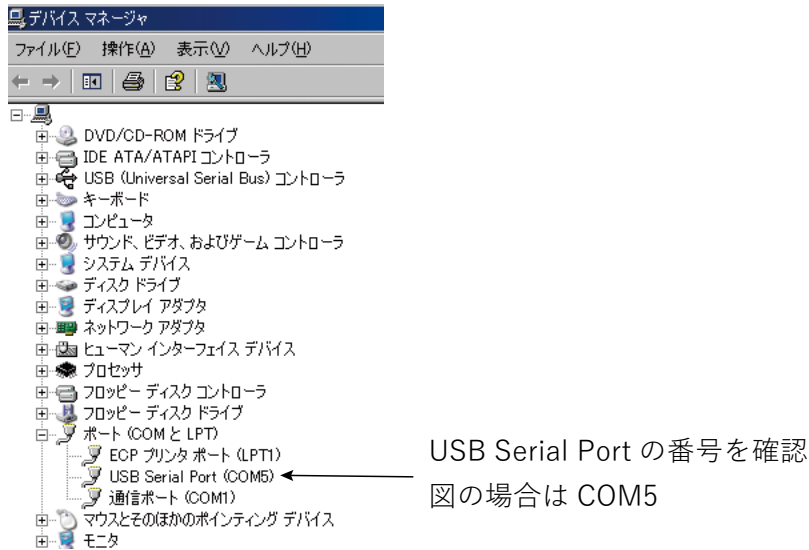 デバイス マネージャ
ファイル(F) 操作(A) 表示(V) ヘルプ(H)
DVD/CD-ROM ドライブ
IDE ATA/ATAPI コントローラ
USB (Universal Serial Bus) コントローラ
キーボード
コンピュータ
サウンド、ビデオ、およびゲーム コントローラ
システム デバイス
ディスク ドライブ
ディスプレイ アダプタ
ネットワーク アダプタ
ヒューマン インターフェイス デバイス
プロセッサ
フロッピー ディスク コントローラ
フロッピー ディスク ドライブ
ポート (COM と LPT)
ECP プリンタ ポート (LPT1)
USB Serial Port (COM5)
通信ポート (COM1)
マウスとそのほかのポインティング デバイス
モニタ
USB Serial Port の番号を確認
図の場合は COM5